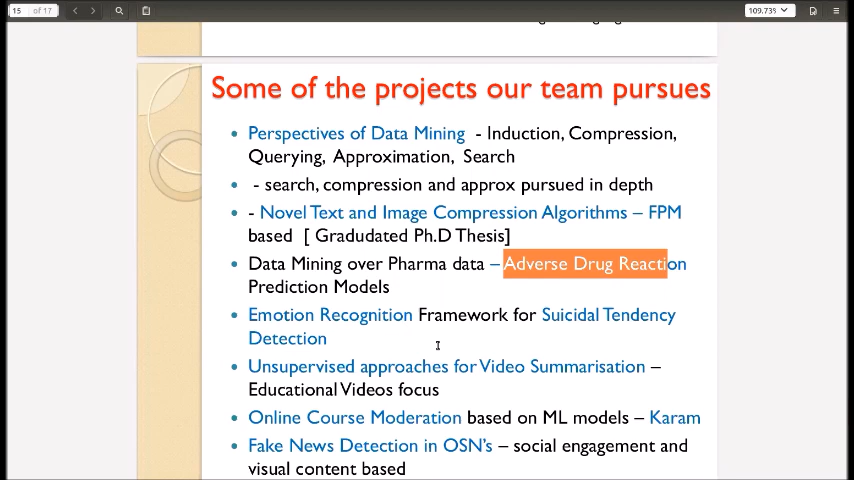 15 of 17
109.73%
Some of the projects our team pursues
• Perspectives of Data Mining - Induction, Compression,
Querying, Approximation, Search
• - search, compression and approx pursued in depth
• - Novel Text and Image Compression Algorithms – FPM
based [ Gradudated Ph.D Thesis]
• Data Mining over Pharma data – Adverse Drug Reaction
Prediction Models
• Emotion Recognition Framework for Suicidal Tendency
Detection
• Unsupervised approaches for Video Summarisation –
Educational Videos focus
• Online Course Moderation based on ML models – Karam
• Fake News Detection in OSN's – social engagement and
visual content based